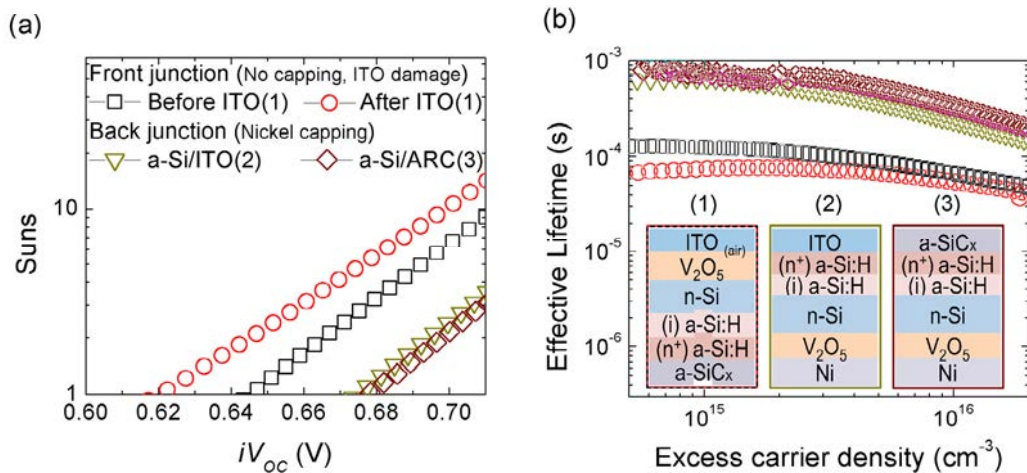 (a)
Front junction (No capping, ITO damage)
Before ITO(1) After ITO(1)
Back junction (Nickel capping)
a-Si/ITO(2) a-Si/ARC(3)
10
1
Suns
0.60 0.62 0.64 0.66 0.68 0.70
iVoc (V)
(b)
10⁻³
10⁻⁴
10⁻⁵
10⁻⁶
Effective Lifetime (s)
(1) (2) (3)
ITO (air)
V₂O₅
n-Si
(i) a-Si:H
(n⁺) a-Si:H
a-SiCₓ
ITO
(n⁺) a-Si:H
(i) a-Si:H
n-Si
V₂O₅
Ni
a-SiCₓ
(n⁺) a-Si:H
(i) a-Si:H
n-Si
V₂O₅
Ni
10¹⁵ 10¹⁶
Excess carrier density (cm⁻³)